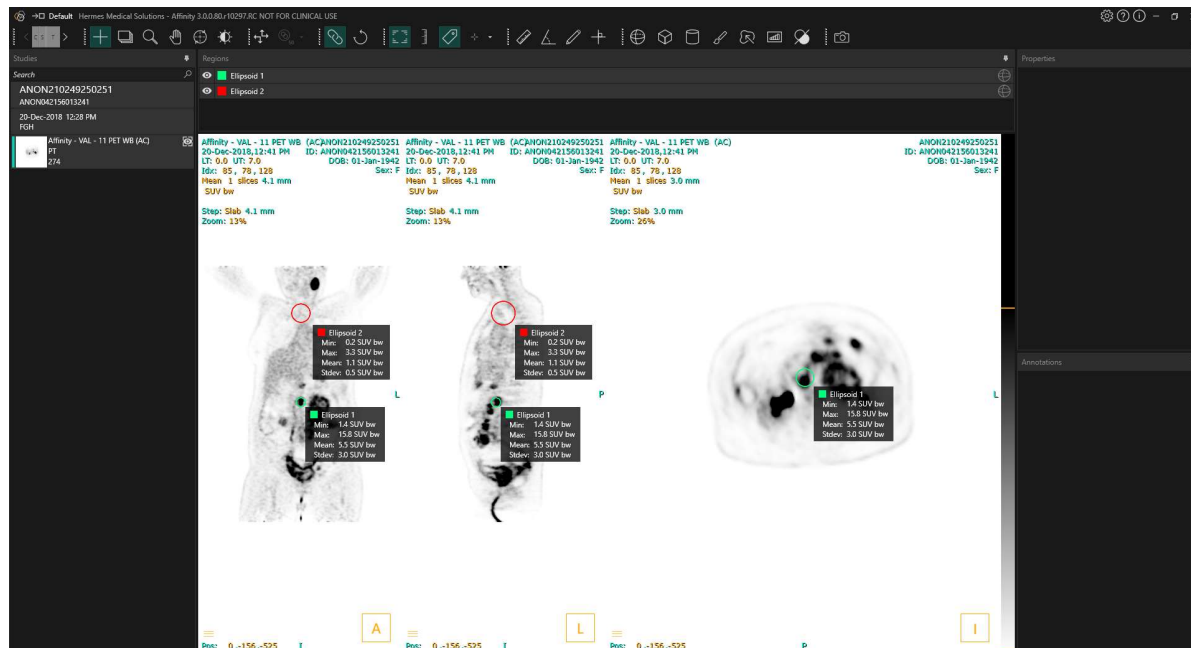 Default Hermes Medical Solutions - Affinity 3.0.0.80.r10297.RC NOT FOR CLINICAL USE
C S T
Studies
Regions
Properties
Search
Ellipsoid 1
Ellipsoid 2
ANON210249250251
ANON042156013241
20-Dec-2018 12:28 PM
FGH
Affinity - VAL - 11 PET WB (AC)
PT
274
Affinity - VAL - 11 PET WB (AC)ANON210249250251
20-Dec-2018,12:41 PM ID: ANON042156013241
LT: 0.0 UT: 7.0 DOB: 01-Jan-1942
Idx: 85, 78, 128 Sex: F
Mean 1 slices 4.1 mm
SUV bw
Step: Slab 4.1 mm
Zoom: 13%
Affinity - VAL - 11 PET WB (AC)ANON210249250251
20-Dec-2018,12:41 PM ID: ANON042156013241
LT: 0.0 UT: 7.0 DOB: 01-Jan-1942
Idx: 85, 78, 128 Sex: F
Mean 1 slices 4.1 mm
SUV bw
Step: Slab 4.1 mm
Zoom: 13%
Affinity - VAL - 11 PET WB (AC) ANON210249250251
20-Dec-2018,12:41 PM ID: ANON042156013241
LT: 0.0 UT: 7.0 DOB: 01-Jan-1942
Idx: 85, 78, 128 Sex: F
Mean 1 slices 3.0 mm
SUV bw
Step: Slab 3.0 mm
Zoom: 26%
Ellipsoid 2
Min: 0.2 SUV bw
Max: 3.3 SUV bw
Mean: 1.1 SUV bw
Stdev: 0.5 SUV bw
L
Ellipsoid 1
Min: 1.4 SUV bw
Max: 15.8 SUV bw
Mean: 5.5 SUV bw
Stdev: 3.0 SUV bw
Ellipsoid 2
Min: 0.2 SUV bw
Max: 3.3 SUV bw
Mean: 1.1 SUV bw
Stdev: 0.5 SUV bw
P
Ellipsoid 1
Min: 1.4 SUV bw
Max: 15.8 SUV bw
Mean: 5.5 SUV bw
Stdev: 3.0 SUV bw
Ellipsoid 1
Min: 1.4 SUV bw
Max: 15.8 SUV bw
Mean: 5.5 SUV bw
Stdev: 3.0 SUV bw
L
Annotations
A
L
I
Pos: 0,-156,-525 I
Pos: 0,-156,-525 I
Pos: 0,-156,-525 P